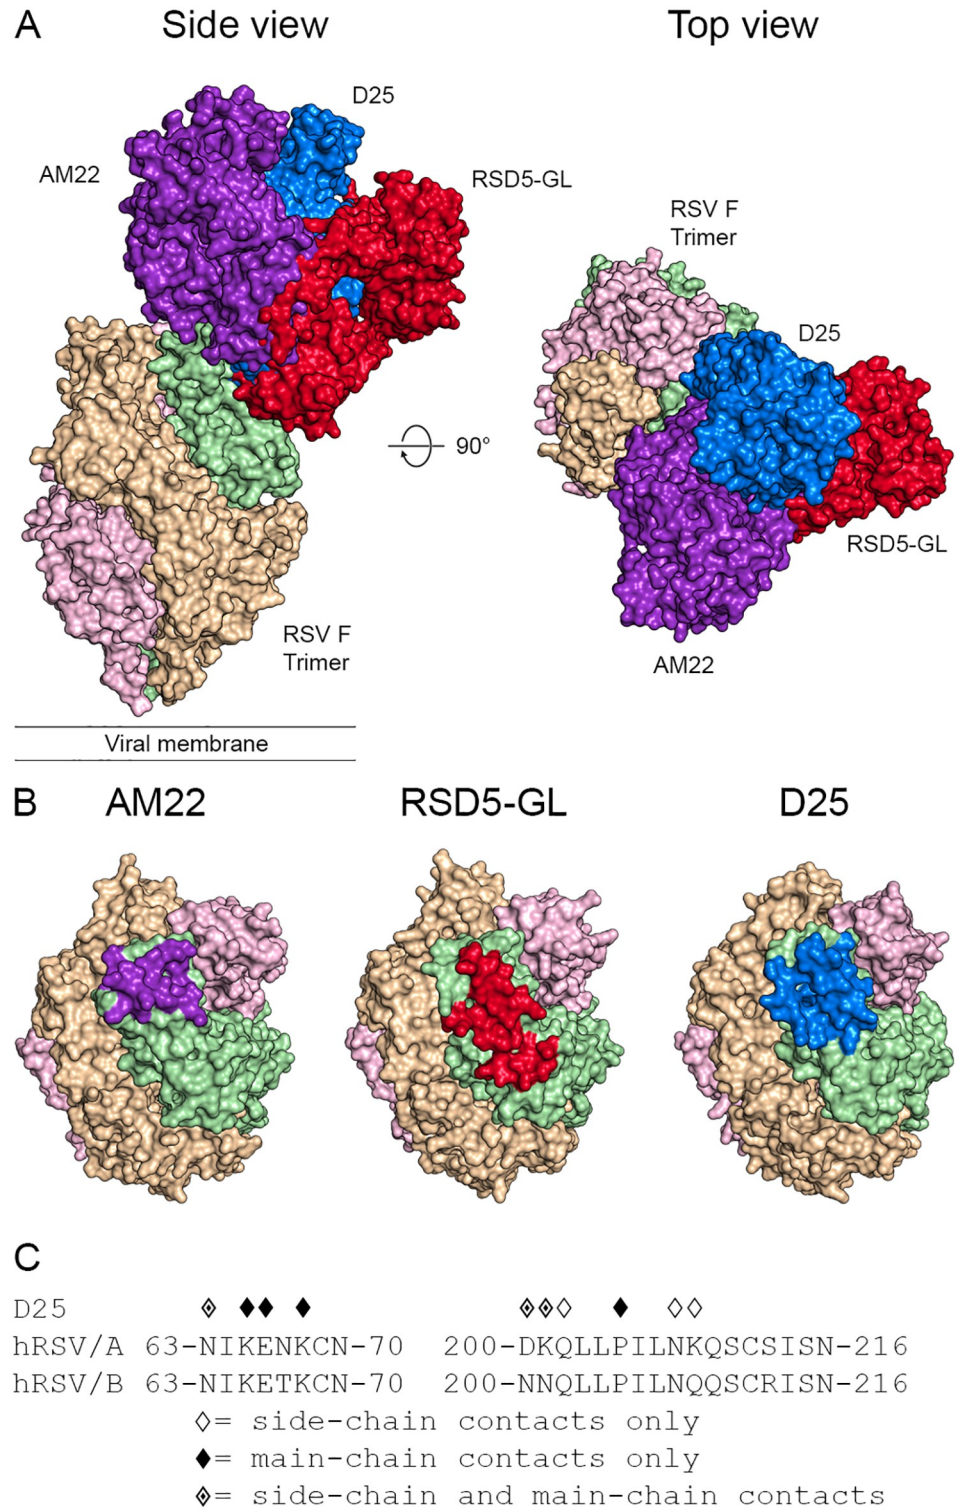 A
Side view
Top view
D25
AM22
RSD5-GL
RSV F
Trimer
D25
90°
RSD5-GL
RSV F
Trimer
AM22
Viral membrane
B
AM22
RSD5-GL
D25
C
D25 ⟐ ◆◆ ◆ ⟐⟐◇ ◆ ◇◇
hRSV/A 63-NIKENKCN-70 200-DKQLLPILNKQSCSISN-216
hRSV/B 63-NIKETKCN-70 200-NNQLLPILNQQSCRISN-216
◇= side-chain contacts only
◆= main-chain contacts only
⟐= side-chain and main-chain contacts